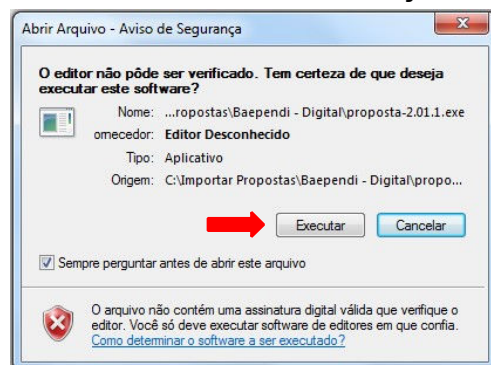 Abrir Arquivo - Aviso de Segurança
O editor não pôde ser verificado. Tem certeza de que deseja
executar este software?
Nome: ...ropostas\Baependi - Digital\proposta-2.01.1.exe
ornecedor: Editor Desconhecido
Tipo: Aplicativo
Origem: C:\Importar Propostas\Baependi - Digital\propo...
Executar Cancelar
Sempre perguntar antes de abrir este arquivo
O arquivo não contém uma assinatura digital válida que verifique o
editor. Você só deve executar software de editores em que confia.
Como determinar o software a ser executado?